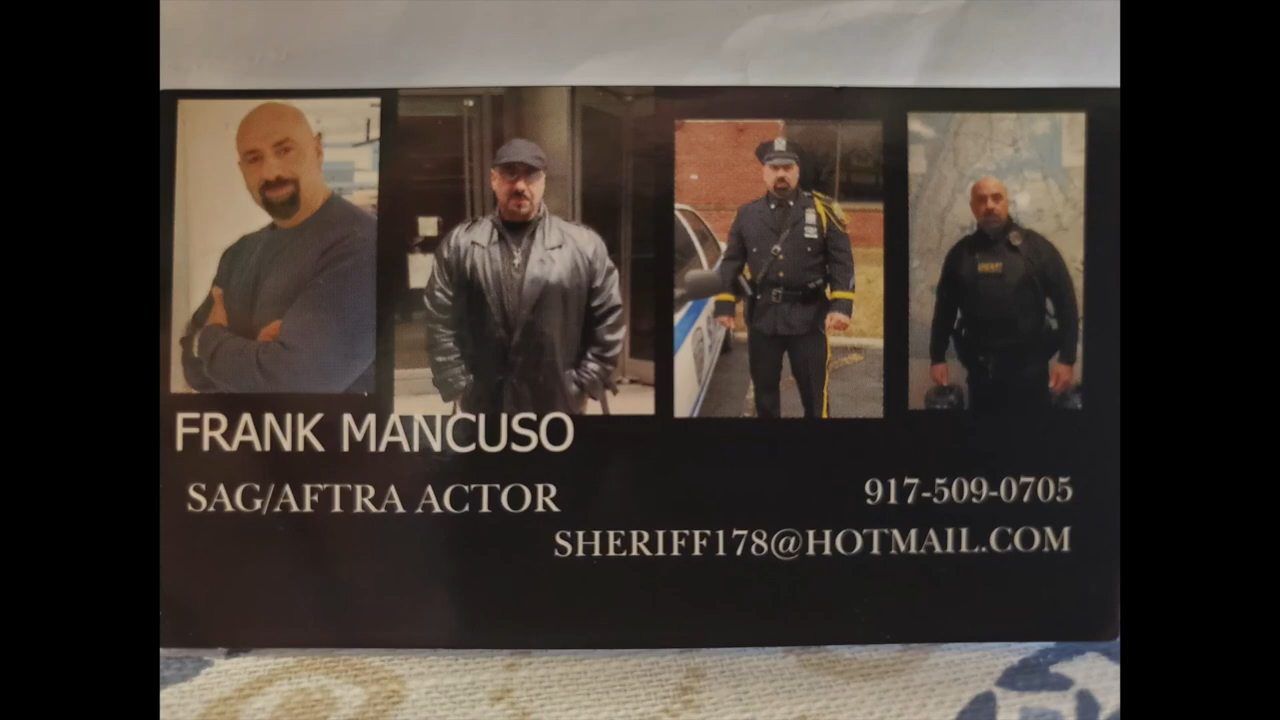 FRANK MANCUSO
SAG/AFTRA ACTOR
917-509-0705
SHERIFF178@HOTMAIL.COM